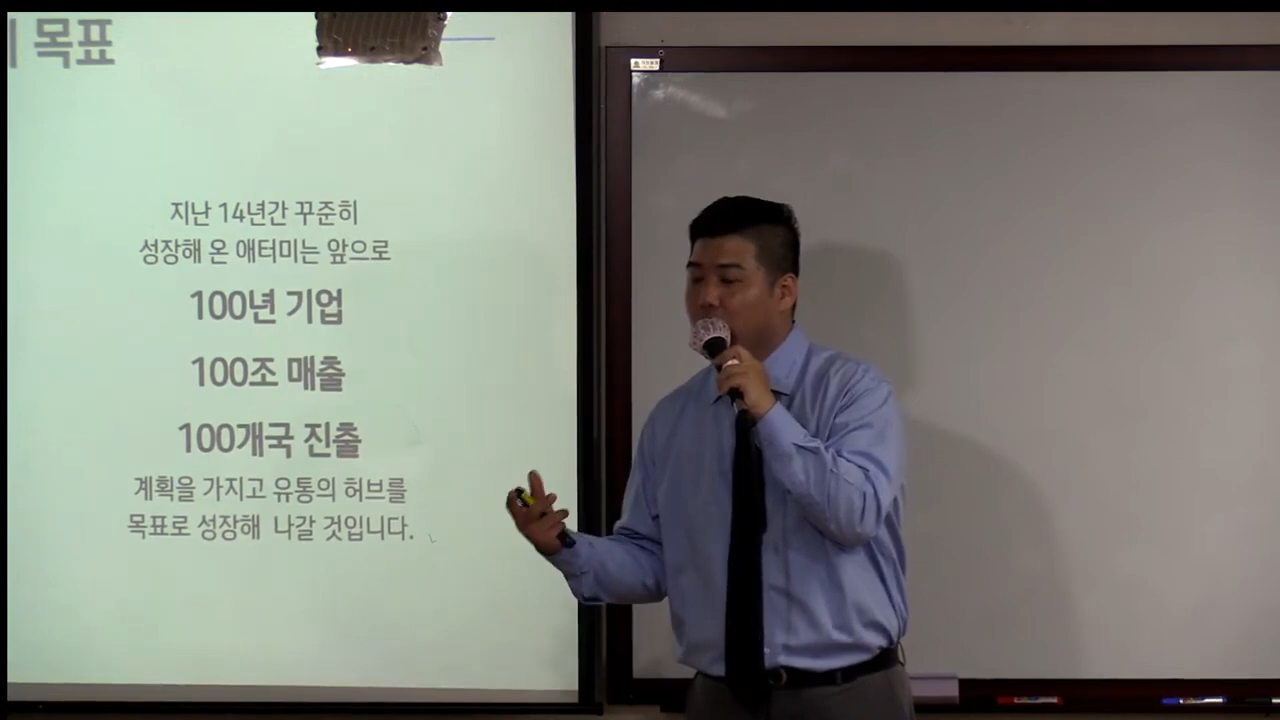 목표
지난 14년간 꾸준히
성장해 온 애터미는 앞으로
100년 기업
100조 매출
100개국 진출
계획을 가지고 유통의 허브를
목표로 성장해 나갈 것입니다.